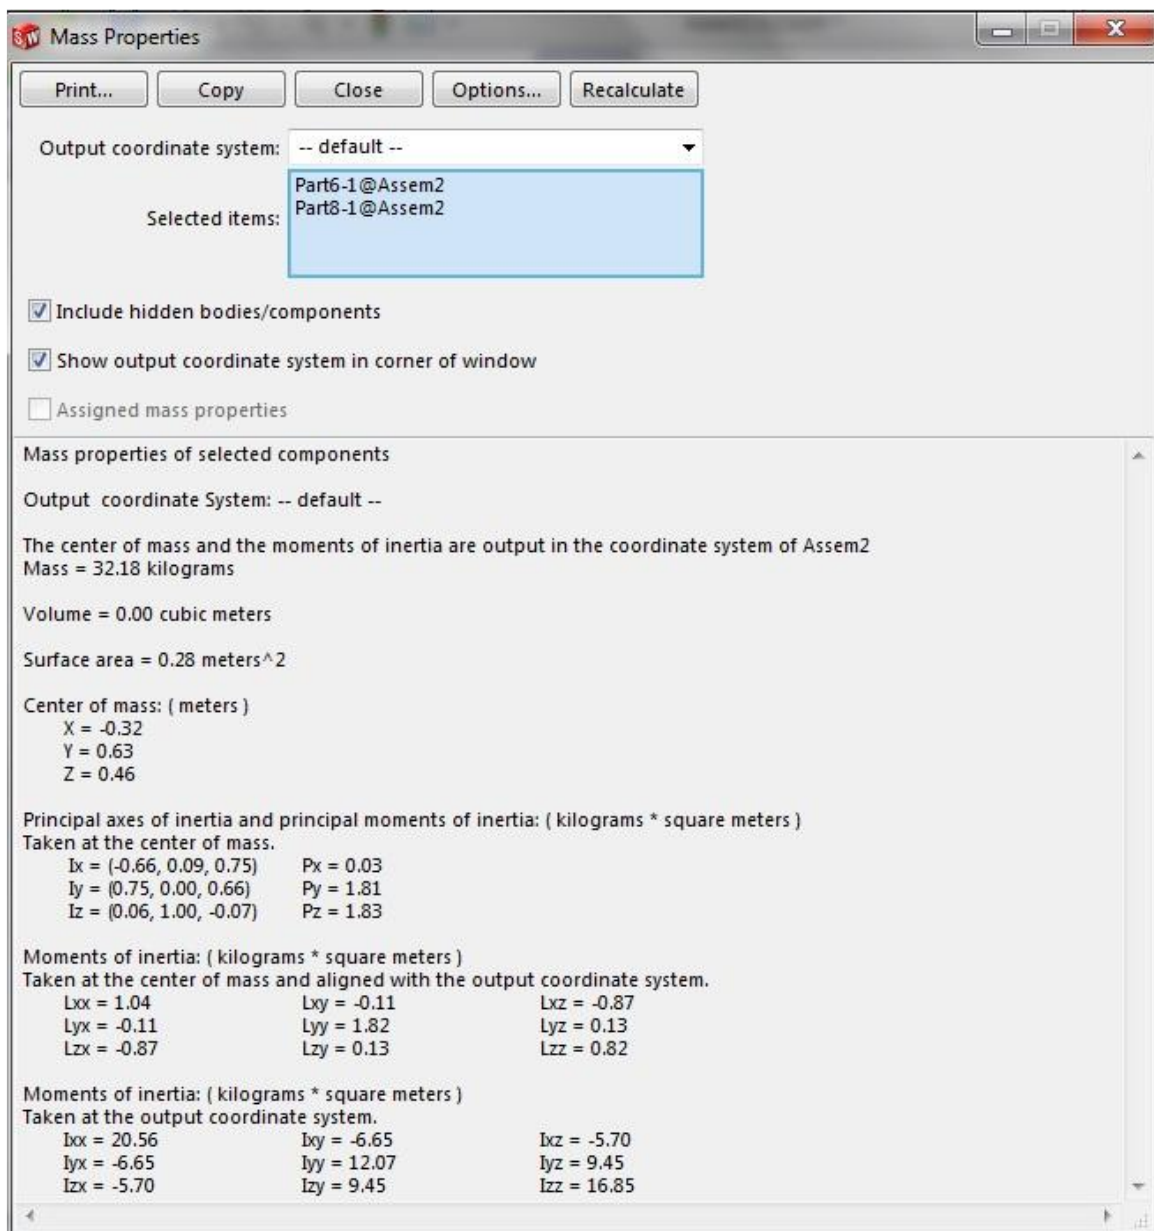 SW Mass Properties
Print... Copy Close Options... Recalculate
Output coordinate system: -- default --
Part6-1@Assem2
Part8-1@Assem2
Selected items:
Include hidden bodies/components
Show output coordinate system in corner of window
Assigned mass properties
Mass properties of selected components
Output coordinate System: -- default --
The center of mass and the moments of inertia are output in the coordinate system of Assem2
Mass = 32.18 kilograms
Volume = 0.00 cubic meters
Surface area = 0.28 meters^2
Center of mass: ( meters )
X = -0.32
Y = 0.63
Z = 0.46
Principal axes of inertia and principal moments of inertia: ( kilograms * square meters )
Taken at the center of mass.
Ix = (-0.66, 0.09, 0.75) Px = 0.03
Iy = (0.75, 0.00, 0.66) Py = 1.81
Iz = (0.06, 1.00, -0.07) Pz = 1.83
Moments of inertia: ( kilograms * square meters )
Taken at the center of mass and aligned with the output coordinate system.
Lxx = 1.04 Lxy = -0.11 Lxz = -0.87
Lyx = -0.11 Lyy = 1.82 Lyz = 0.13
Lzx = -0.87 Lzy = 0.13 Lzz = 0.82
Moments of inertia: ( kilograms * square meters )
Taken at the output coordinate system.
Ixx = 20.56 Ixy = -6.65 Ixz = -5.70
Iyx = -6.65 Iyy = 12.07 Iyz = 9.45
Izx = -5.70 Izy = 9.45 Izz = 16.85